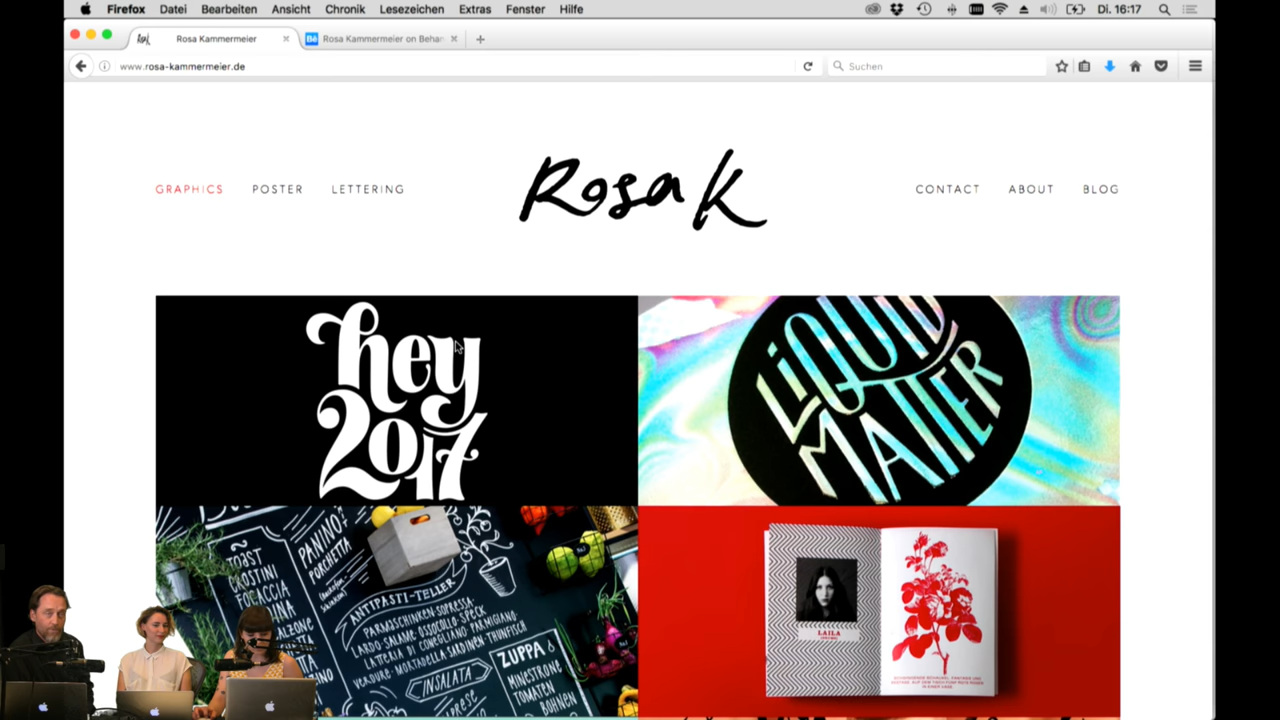 Firefox Datei Bearbeiten Ansicht Chronik Lesezeichen Extras Fenster Hilfe Di. 16:17
Rosa Kammermeier
Bē Rosa Kammermeier on Behan
www.rosa-kammermeier.de
Suchen
GRAPHICS POSTER LETTERING
Rosa K
CONTACT ABOUT BLOG
hey
2017
LiQUID
MATTER
TOAST
CROSTINI
FOCACCIA
PANINO
PORCHETTA
ANTIPASTI-TELLER
PARMASCHINKEN·SOPRESSA·
LARDO·SALAME·OSSOCOLLO·SPECK
LATTERIA DI CONEGLIANO·PARMIGIANO
VERDURE·MORTADELLA·SARDINEN·THUNFISCH
INSALATA
ZUPPA
MINESTRONE
TOMATEN
BOHNEN
LAILA